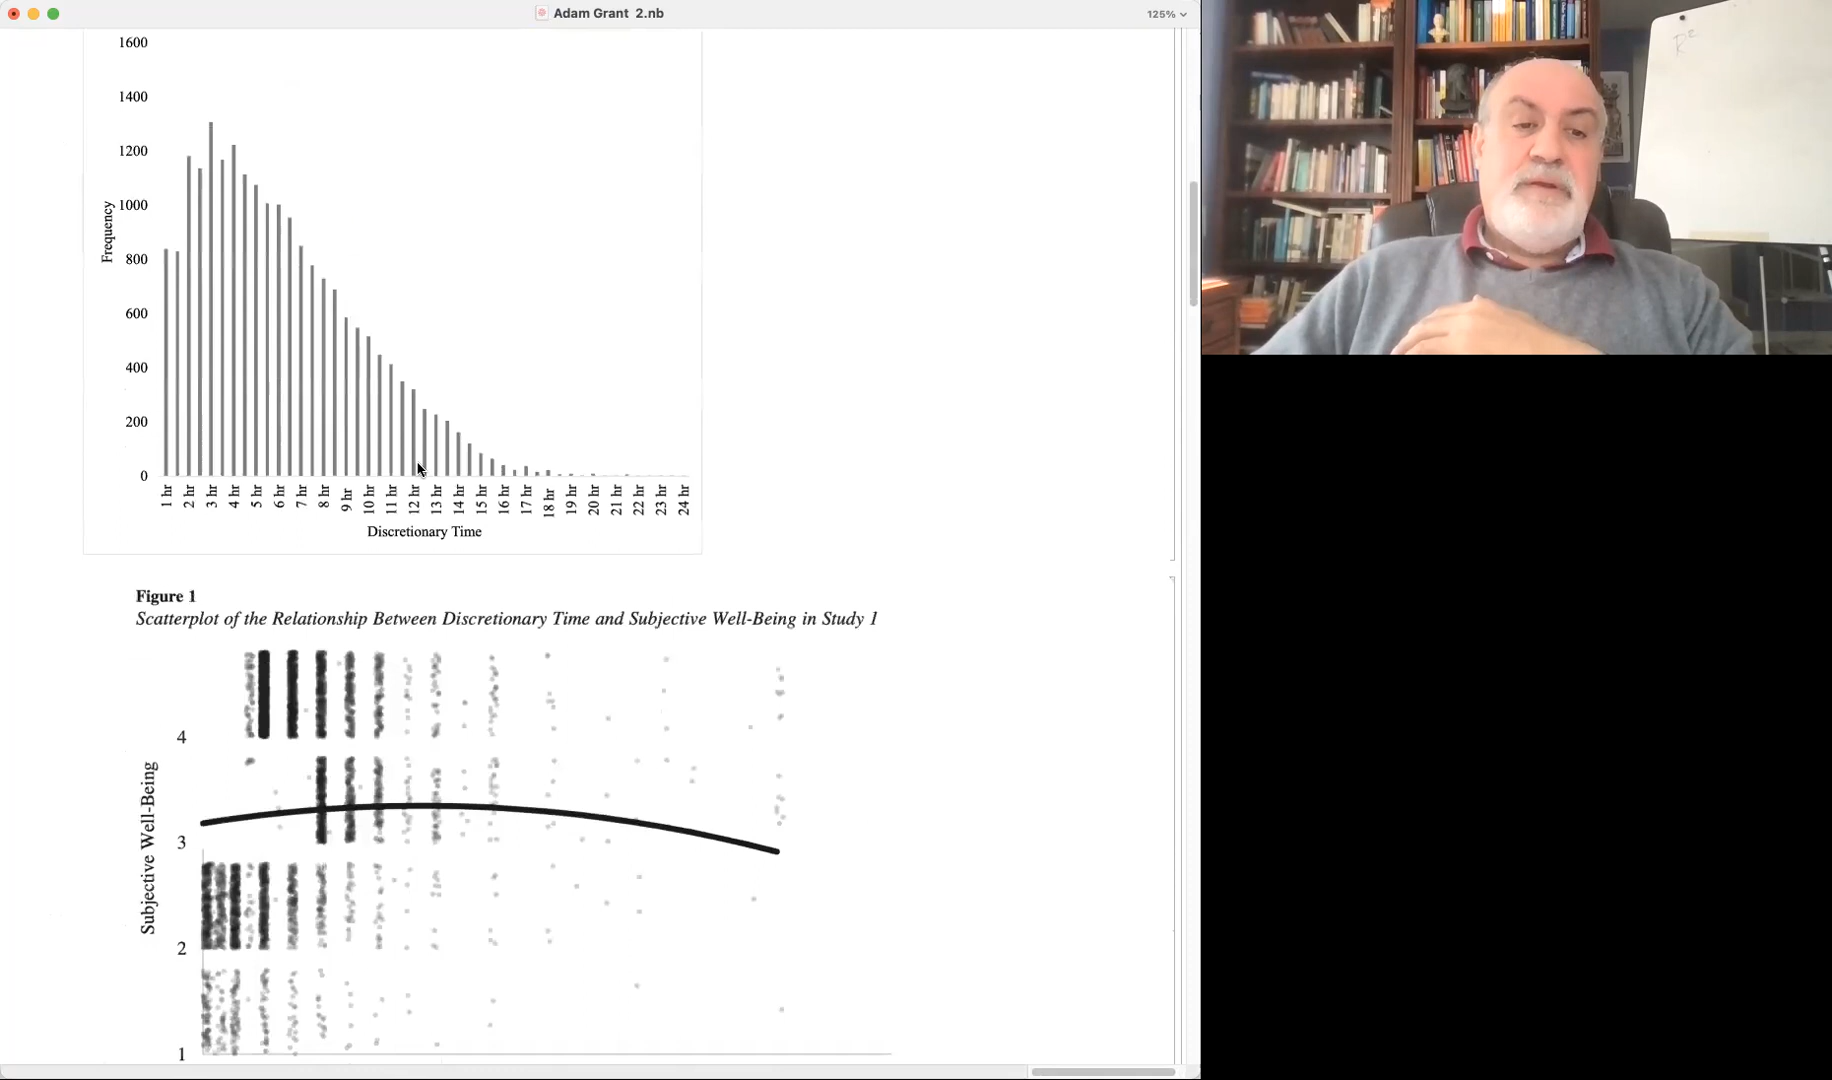 Adam Grant 2.nb
125%
1600
1400
1200
1000
800
600
400
200
0
Frequency
1 hr 2 hr 3 hr 4 hr 5 hr 6 hr 7 hr 8 hr 9 hr 10 hr 11 hr 12 hr 13 hr 14 hr 15 hr 16 hr 17 hr 18 hr 19 hr 20 hr 21 hr 22 hr 23 hr 24 hr
Discretionary Time
Figure 1
Scatterplot of the Relationship Between Discretionary Time and Subjective Well-Being in Study 1
4
3
2
1
Subjective Well-Being